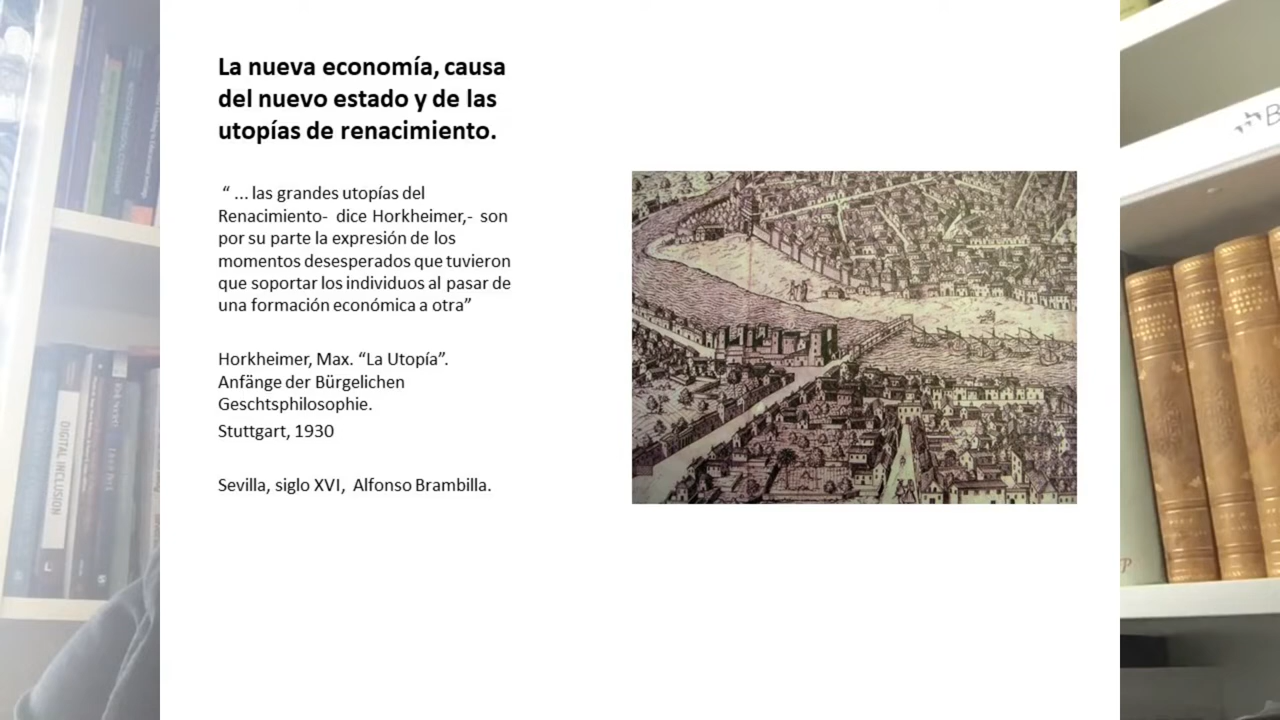 La nueva economía, causa
del nuevo estado y de las
utopías de renacimiento.
“ ... las grandes utopías del
Renacimiento- dice Horkheimer,- son
por su parte la expresión de los
momentos desesperados que tuvieron
que soportar los individuos al pasar de
una formación económica a otra”
Horkheimer, Max. “La Utopía”.
Anfänge der Bürgelichen
Geschtsphilosophie.
Stuttgart, 1930
Sevilla, siglo XVI, Alfonso Brambilla.
DIGITAL INCLUSION